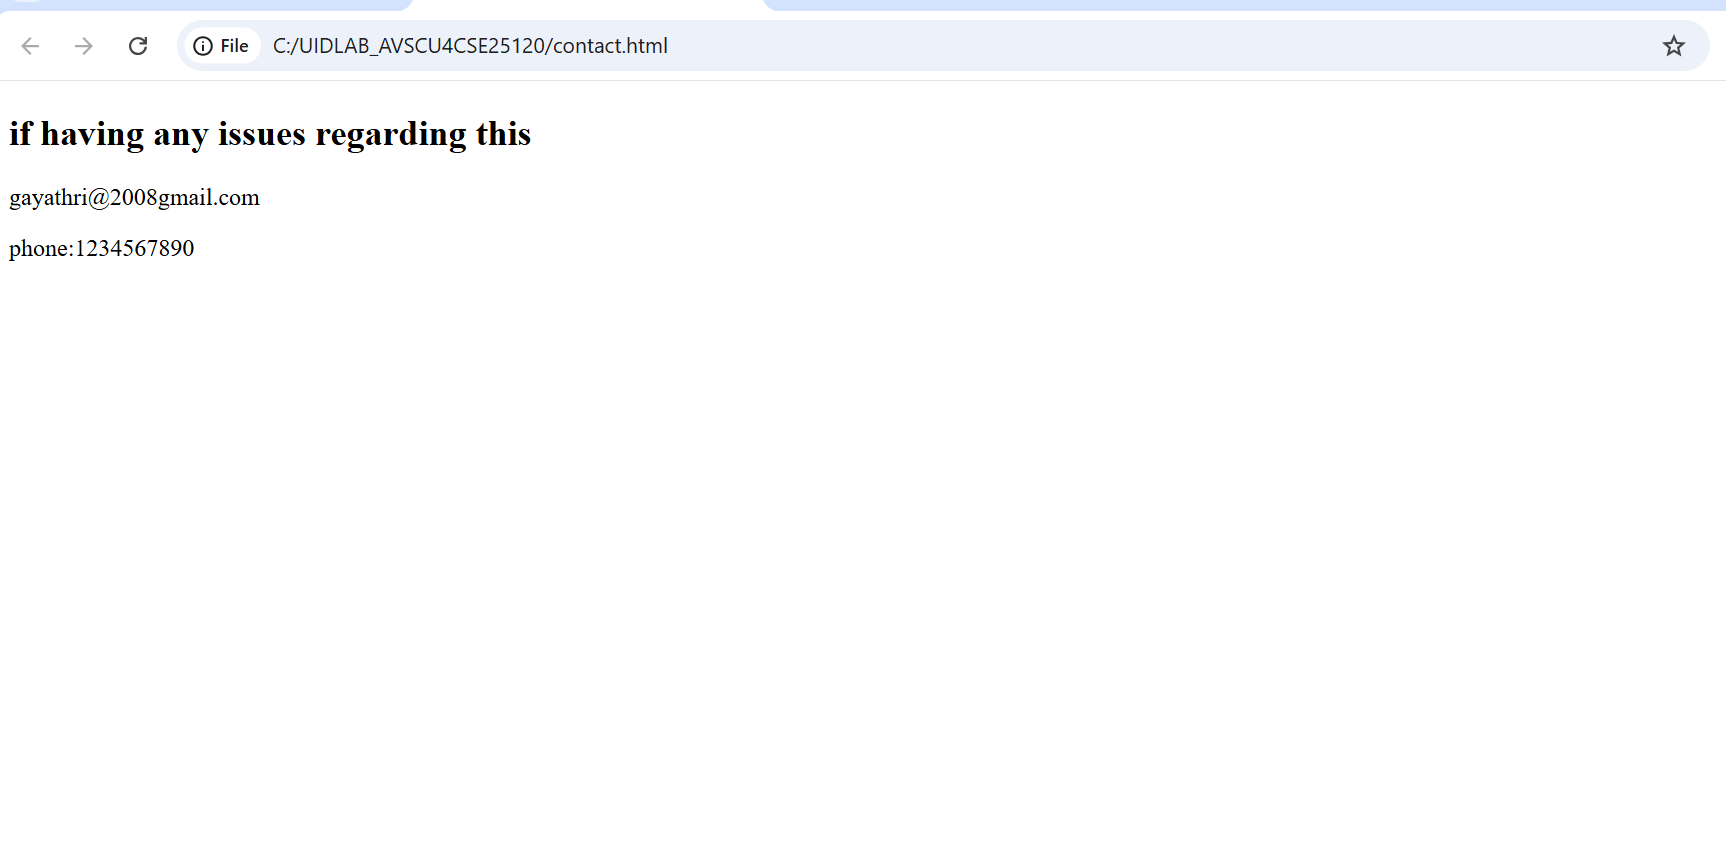 File C:/UIDLAB_AVSCU4CSE25120/contact.html
if having any issues regarding this
gayathri@2008gmail.com
phone:1234567890